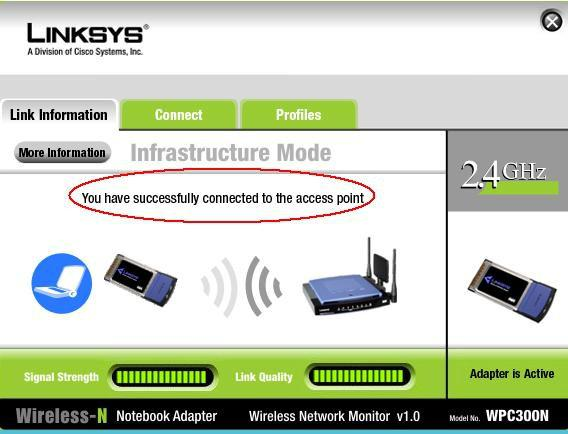 LINKSYS®
A Division of Cisco Systems, Inc.
Link Information
Connect
Profiles
More Information
Infrastructure Mode
2.4GHz
You have successfully connected to the access point
Signal Strength
Link Quality
Adapter is Active
Wireless-N Notebook Adapter Wireless Network Monitor v1.0 Model No. WPC300N